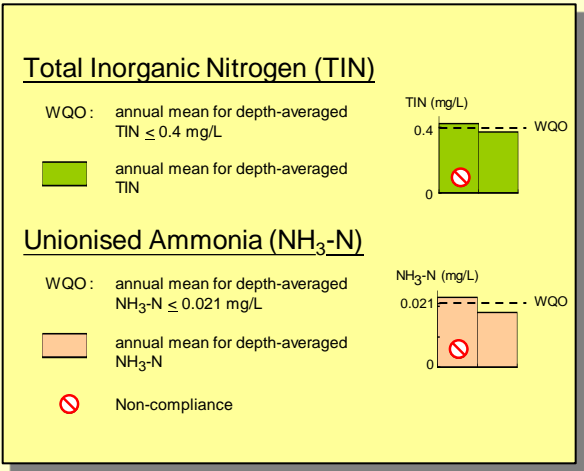 Total Inorganic Nitrogen (TIN)
WQO: annual mean for depth-averaged
TIN ≤ 0.4 mg/L
annual mean for depth-averaged
TIN
TIN (mg/L)
0.4
WQO
0
Unionised Ammonia (NH₃-N)
WQO: annual mean for depth-averaged
NH₃-N ≤ 0.021 mg/L
annual mean for depth-averaged
NH₃-N
Non-compliance
NH₃-N (mg/L)
0.021
WQO
0